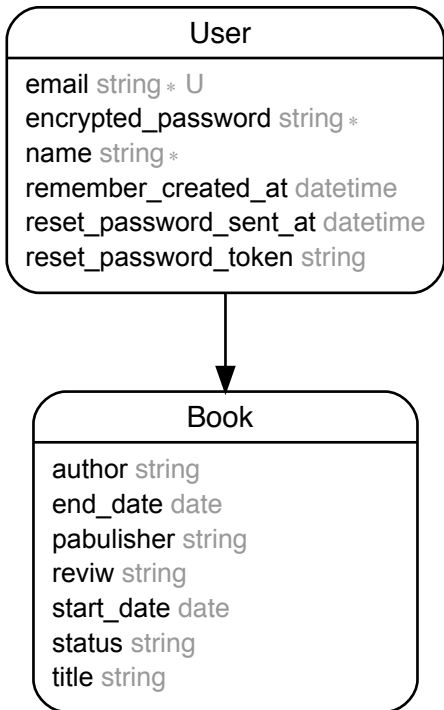 User
email string * U
encrypted_password string *
name string *
remember_created_at datetime
reset_password_sent_at datetime
reset_password_token string
Book
author string
end_date date
pabulisher string
reviw string
start_date date
status string
title string